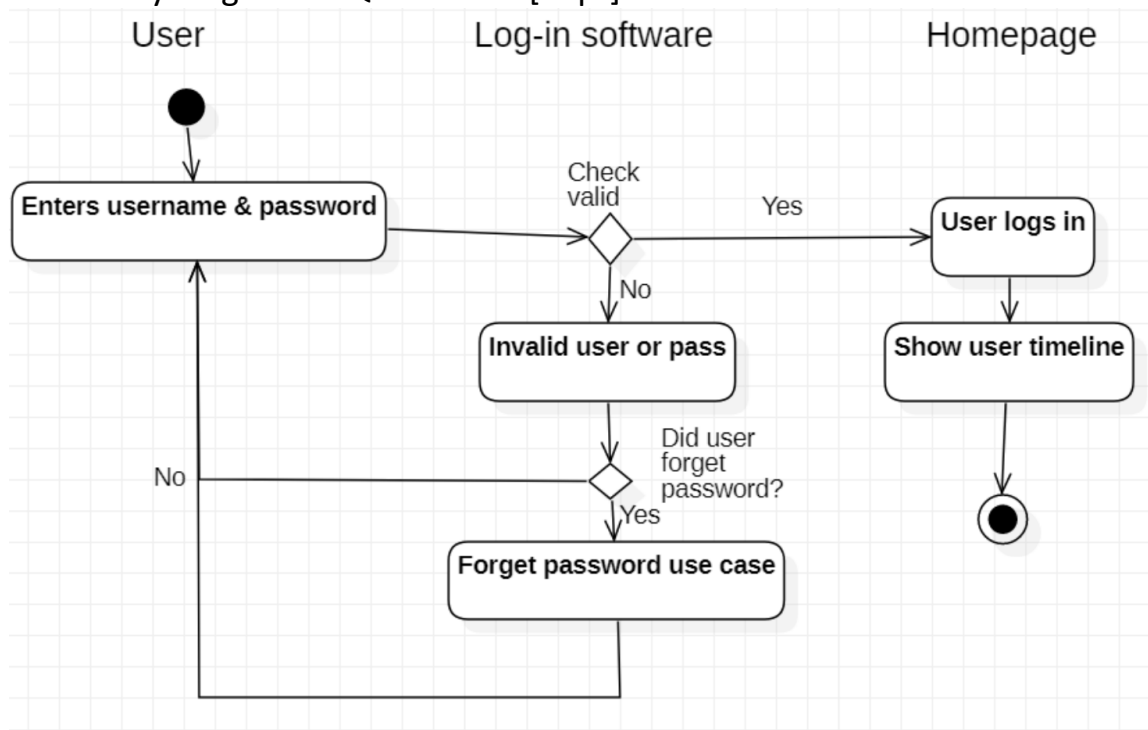 User
Log-in software
Homepage
Check
valid
Yes
Enters username & password
User logs in
No
Invalid user or pass
Show user timeline
Did user
forget
password?
No
Yes
Forget password use case